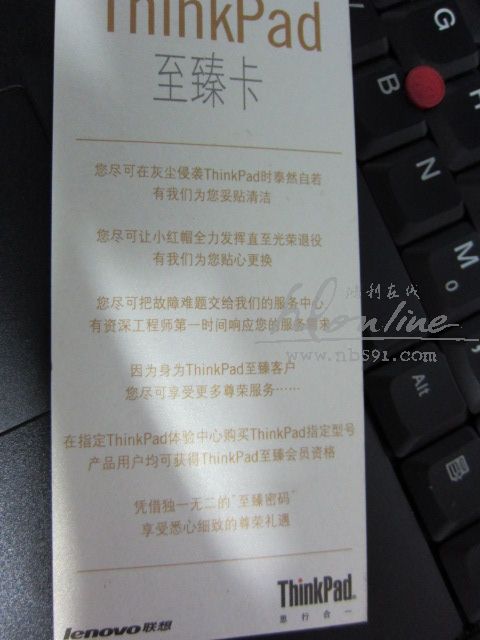 ThinkPad
至臻卡
您尽可在灰尘侵袭ThinkPad时泰然自若
有我们为您妥贴清洁
您尽可让小红帽全力发挥直至光荣退役
有我们为您贴心更换
您尽可把故障难题交给我们的服务中心
有资深工程师第一时间响应您的服务需求
因为身为ThinkPad至臻客户
您尽可享受更多尊荣服务……
在指定ThinkPad体验中心购买ThinkPad指定型号
产品用户均可获得ThinkPad至臻会员资格
凭借独一无二的"至臻密码"
享受悉心细致的尊荣礼遇
lenovo联想
ThinkPad
思行合一
G
B
N
M
Alt
online
www.nbs91.com